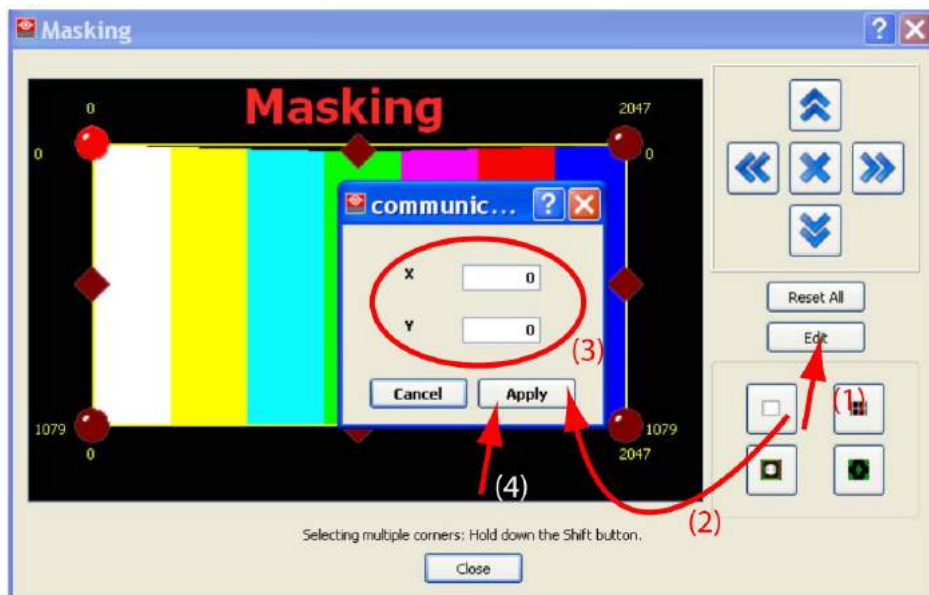 Masking
Masking
0
2047
0
0
communic...
X
0
Y
0
(3)
Cancel
Apply
Reset All
Edit
(1)
1079
0
1079
2047
(4)
(2)
Selecting multiple corners: Hold down the Shift button.
Close